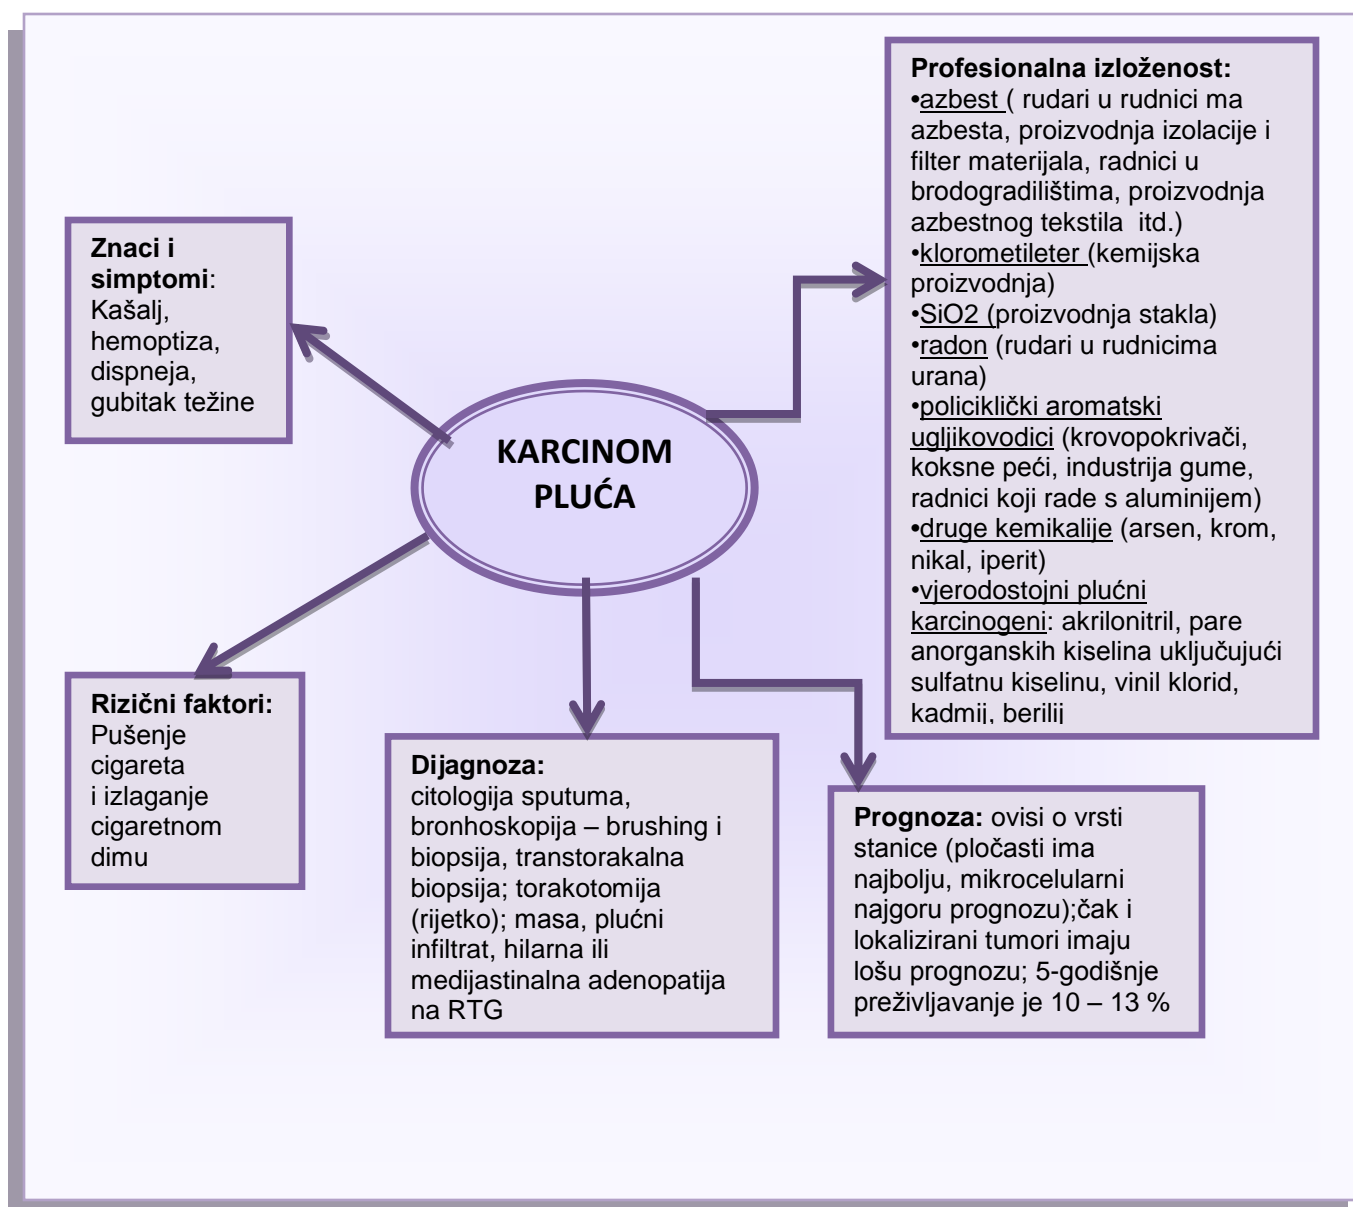 KARCINOM
PLUĆA
Znaci i
simptomi:
Kašalj,
hemoptiza,
dispneja,
gubitak težine
Rizični faktori:
Pušenje
cigareta
i izlaganje
cigaretnom
dimu
Dijagnoza:
citologija sputuma,
bronhoskopija – brushing i
biopsija, transtorakalna
biopsija; torakotomija
(rijetko); masa, plućni
infiltrat, hilarna ili
medijastinalna adenopatija
na RTG
Prognoza: ovisi o vrsti
stanice (pločasti ima
najbolju, mikrocelularni
najgoru prognozu);čak i
lokalizirani tumori imaju
lošu prognozu; 5-godišnje
preživljavanje je 10 – 13 %
Profesionalna izloženost:
•azbest ( rudari u rudnici ma
azbesta, proizvodnja izolacije i
filter materijala, radnici u
brodogradilištima, proizvodnja
azbestnog tekstila  itd.)
•klorometileter (kemijska
proizvodnja)
•SiO2 (proizvodnja stakla)
•radon (rudari u rudnicima
urana)
•policiklički aromatski
ugljikovodici (krovopokrivači,
koksne peći, industrija gume,
radnici koji rade s aluminijem)
•druge kemikalije (arsen, krom,
nikal, iperit)
•vjerodostojni plućni
karcinogeni: akrilonitril, pare
anorganskih kiselina uključujući
sulfatnu kiselinu, vinil klorid,
kadmij, berilij